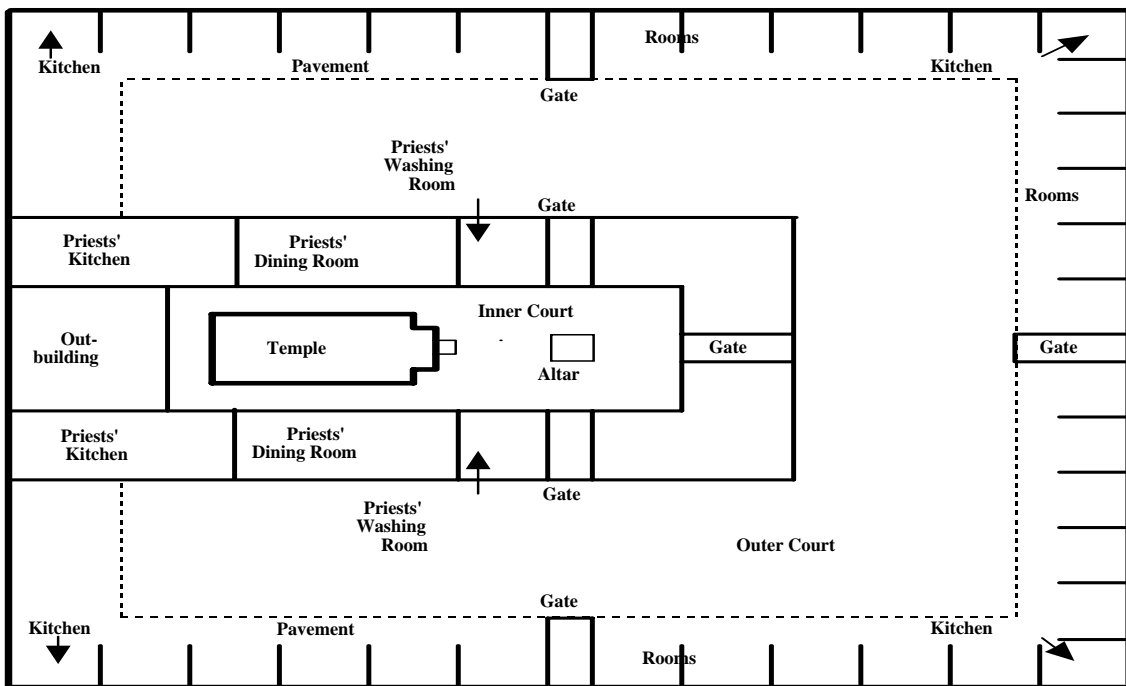 Rooms
Kitchen
Pavement
Kitchen
Gate
Priests'
Washing
Room
Rooms
Gate
Priests'
Kitchen
Priests'
Dining Room
Inner Court
Out-
building
Temple
Gate
Gate
Altar
Priests'
Kitchen
Priests'
Dining Room
Gate
Priests'
Washing
Room
Outer Court
Gate
Kitchen
Pavement
Kitchen
Rooms